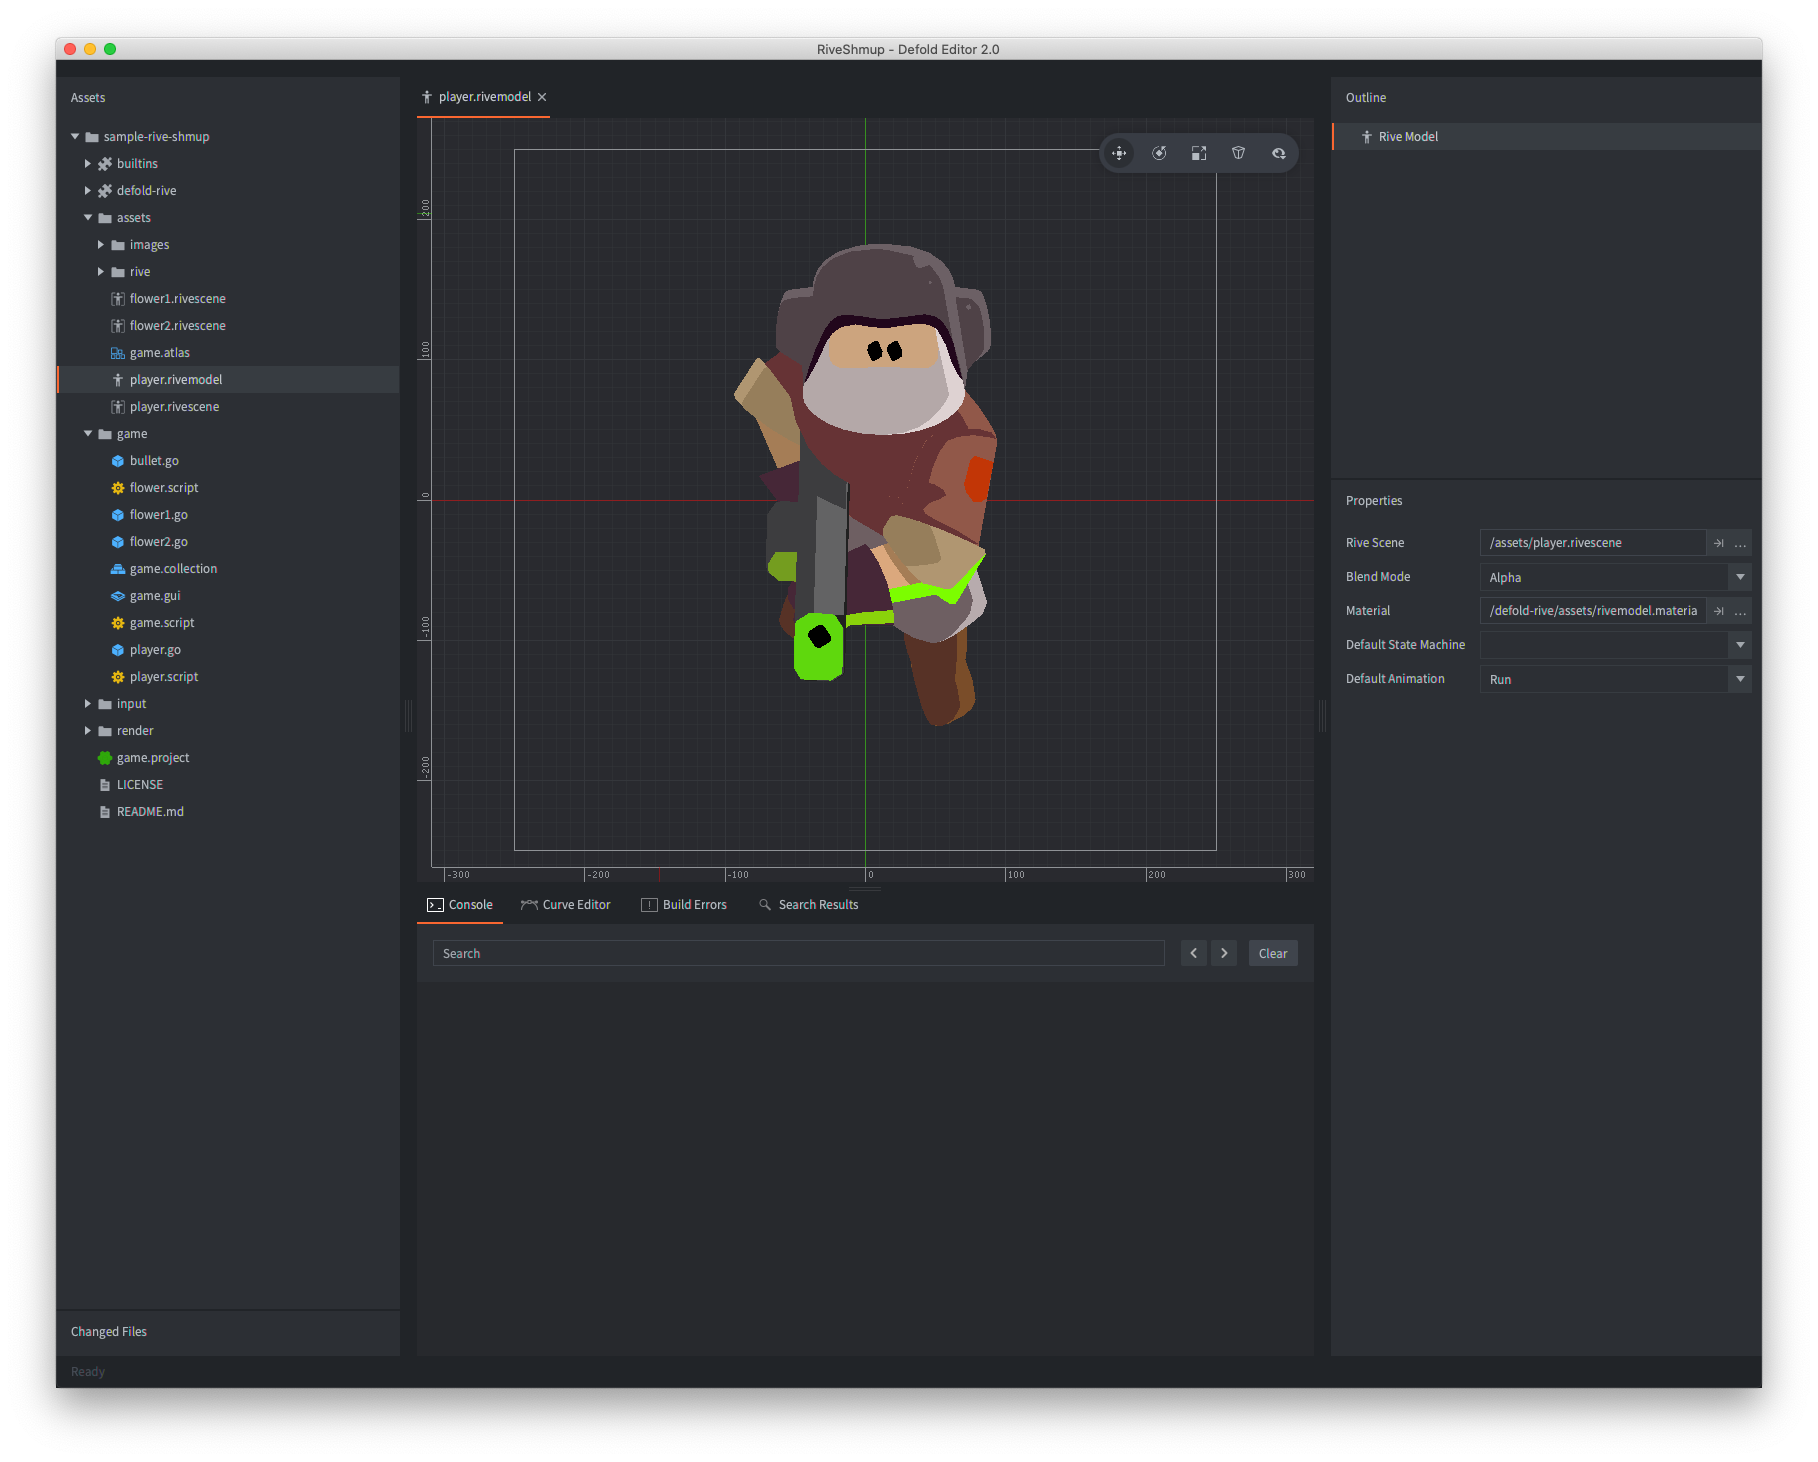 RiveShmup - Defold Editor 2.0
Assets
sample-rive-shmup
builtins
defold-rive
assets
images
rive
flower1.rivescene
flower2.rivescene
game.atlas
player.rivemodel
player.rivescene
game
bullet.go
flower.script
flower1.go
flower2.go
game.collection
game.gui
game.script
player.go
player.script
input
render
game.project
LICENSE
README.md
Changed Files
Ready
player.rivemodel
200
100
0
-100
-200
-300 -200 -100 0 100 200 300
Console Curve Editor Build Errors Search Results
Search Clear
Outline
Rive Model
Properties
Rive Scene /assets/player.rivescene ...
Blend Mode Alpha
Material /defold-rive/assets/rivemodel.materia ...
Default State Machine
Default Animation Run